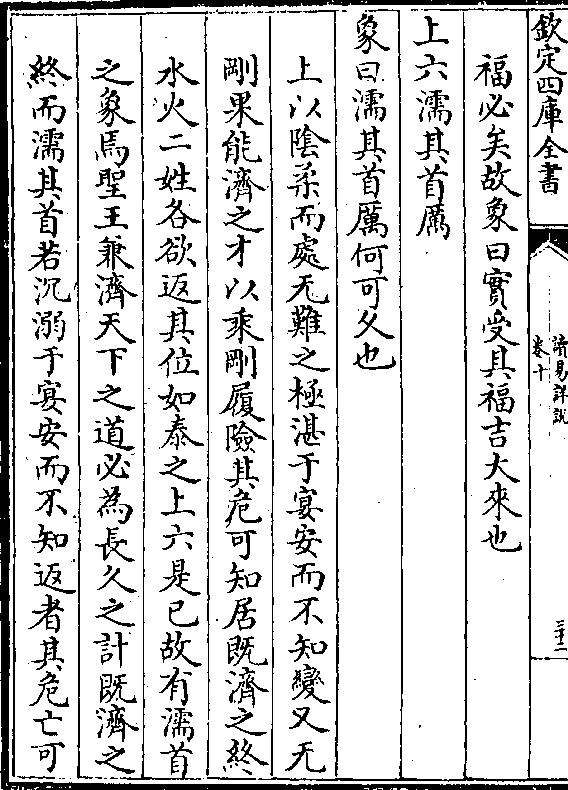 欽定四庫全書
讀易詳說
卷十
三十二
福必矣故象曰實受其福吉大來也
上六濡其首厲
象曰濡其首厲何可久也
上以陰柔而處无難之極湛于宴安而不知變又无
剛果能濟之才以乘剛履險其危可知居既濟之終
水火二姓各欲返其位如泰之上六是已故有濡首
之象焉聖王兼濟天下之道必為長久之計既濟之
終而濡其首若沉溺于宴安而不知返者其危亡可